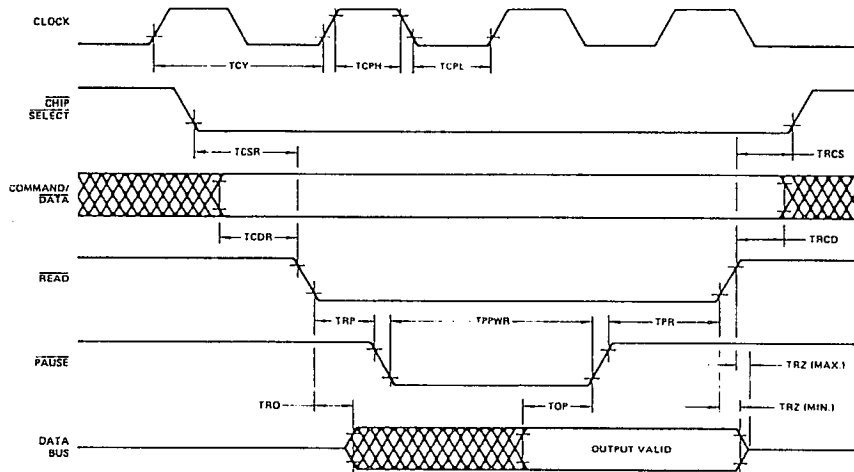 CLOCK
TCY
TCPH
TCPL
CHIP
SELECT
TCSR
TRCS
COMMAND/
DATA
TCDR
TRCD
READ
TRP
TPPWR
TPR
PAUSE
TRZ (MAX.)
TRO
TOP
TRZ (MIN.)
DATA
BUS
OUTPUT VALID